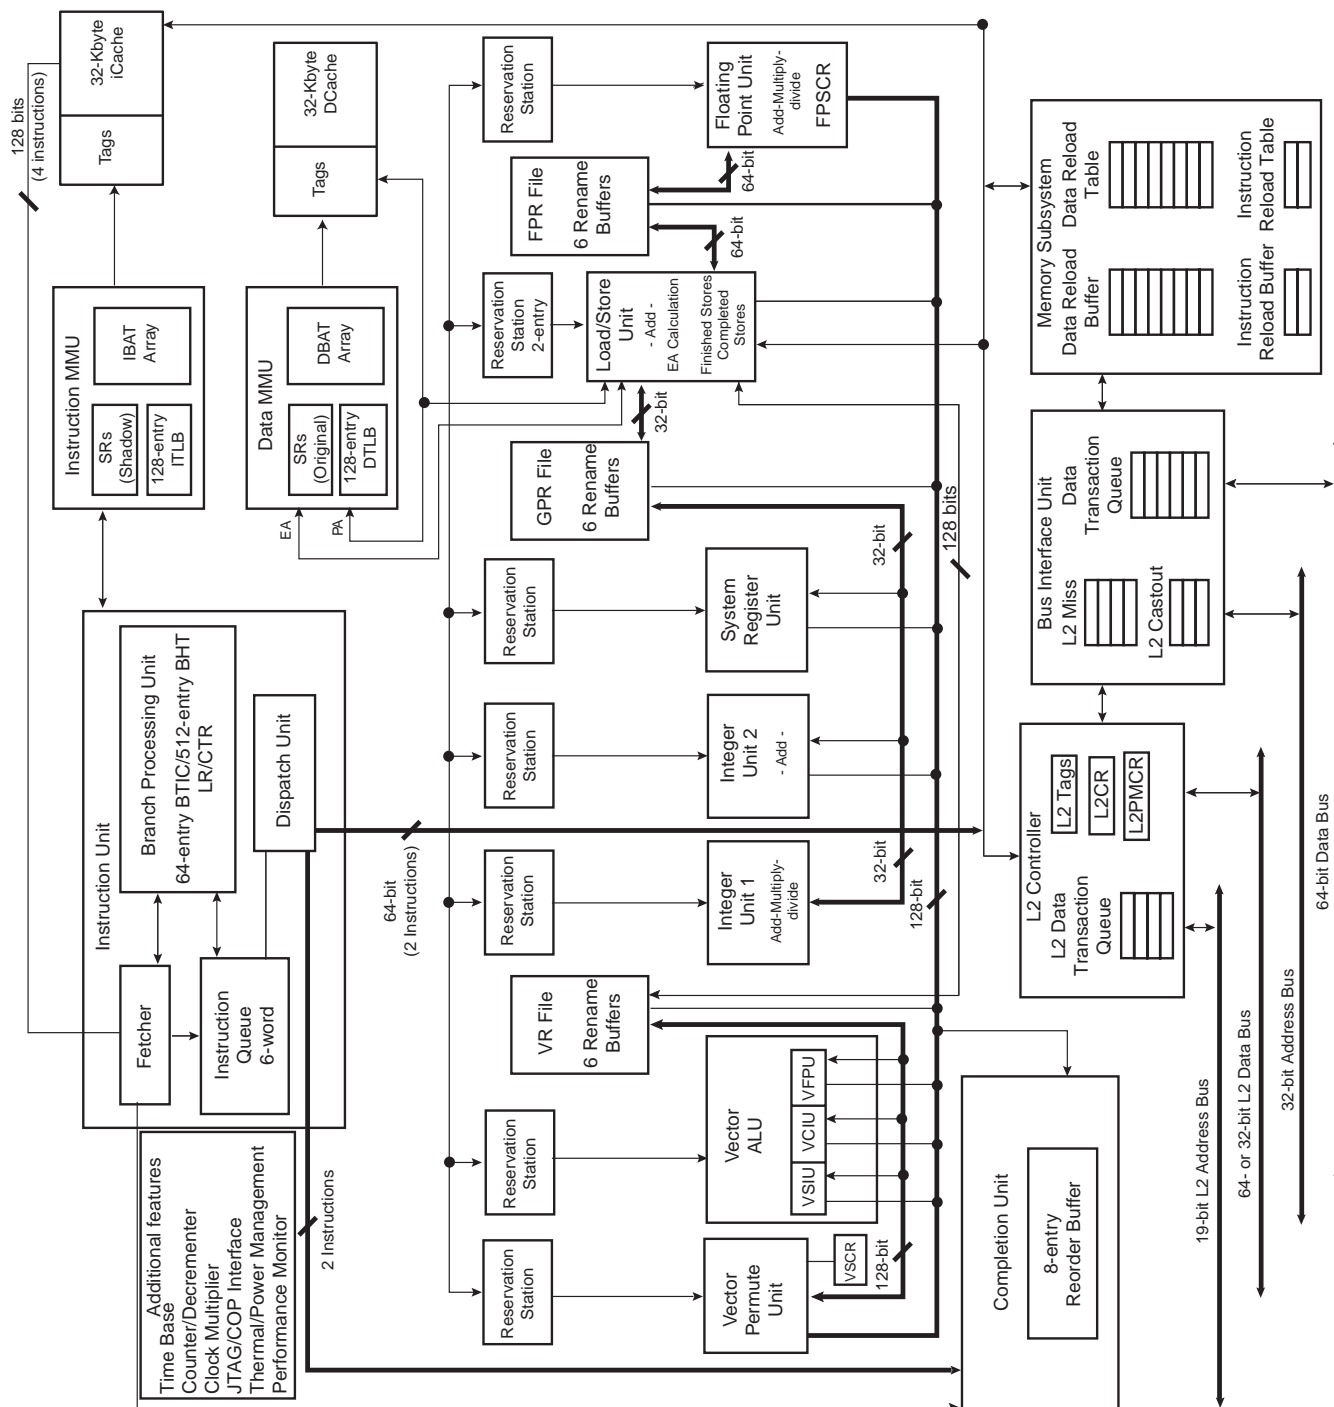 Additional features
Time Base
Counter/Decrementer
Clock Multiplier
JTAG/COP Interface
Thermal/Power Management
Performance Monitor
Instruction Unit
Fetcher
Branch Processing Unit
64-entry BTIC/512-entry BHT
LR/CTR
Instruction
Queue
6-word
Dispatch Unit
2 Instructions
64-bit
(2 Instructions)
128 bits
(4 instructions)
Instruction MMU
SRs
(Shadow)
128-entry
ITLB
IBAT
Array
Tags
32-Kbyte
iCache
Data MMU
SRs
(Original)
128-entry
DTLB
DBAT
Array
Tags
32-Kbyte
DCache
EA
PA
Reservation
Station
Reservation
Station
Reservation
Station
Reservation
Station
Reservation
Station
Reservation
Station
2-entry
Reservation
Station
Vector
Permute
Unit
VSCR
Vector
ALU
VSIU
VCIU
VFPU
128-bit
VR File
6 Rename
Buffers
Integer
Unit 1
Add-Multiply-
divide
Integer
Unit 2
- Add -
System
Register
Unit
32-bit
32-bit
128-bit
128 bits
GPR File
6 Rename
Buffers
32-bit
Load/Store
Unit
- Add -
EA Calculation
Finished Stores
Completed
Stores
64-bit
FPR File
6 Rename
Buffers
64-bit
Floating
Point Unit
Add-Multiply-
divide
FPSCR
Completion Unit
8-entry
Reorder Buffer
L2 Controller
L2 Data
Transaction
Queue
L2 Tags
L2CR
L2PMCR
Bus Interface Unit
L2 Miss
Data
Transaction
Queue
L2 Castout
Memory Subsystem
Data Reload
Buffer
Data Reload
Table
Instruction
Reload Buffer
Instruction
Reload Table
19-bit L2 Address Bus
64- or 32-bit L2 Data Bus
32-bit Address Bus
64-bit Data Bus